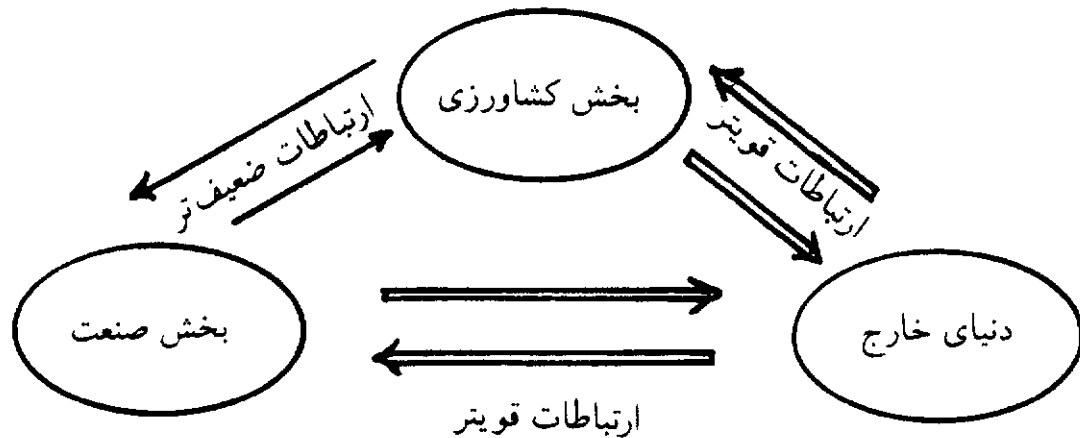 بخش کشاورزی
ارتباطات قویتر
ارتباطات ضعیف‌تر
دنیای خارج
بخش صنعت
ارتباطات قویتر